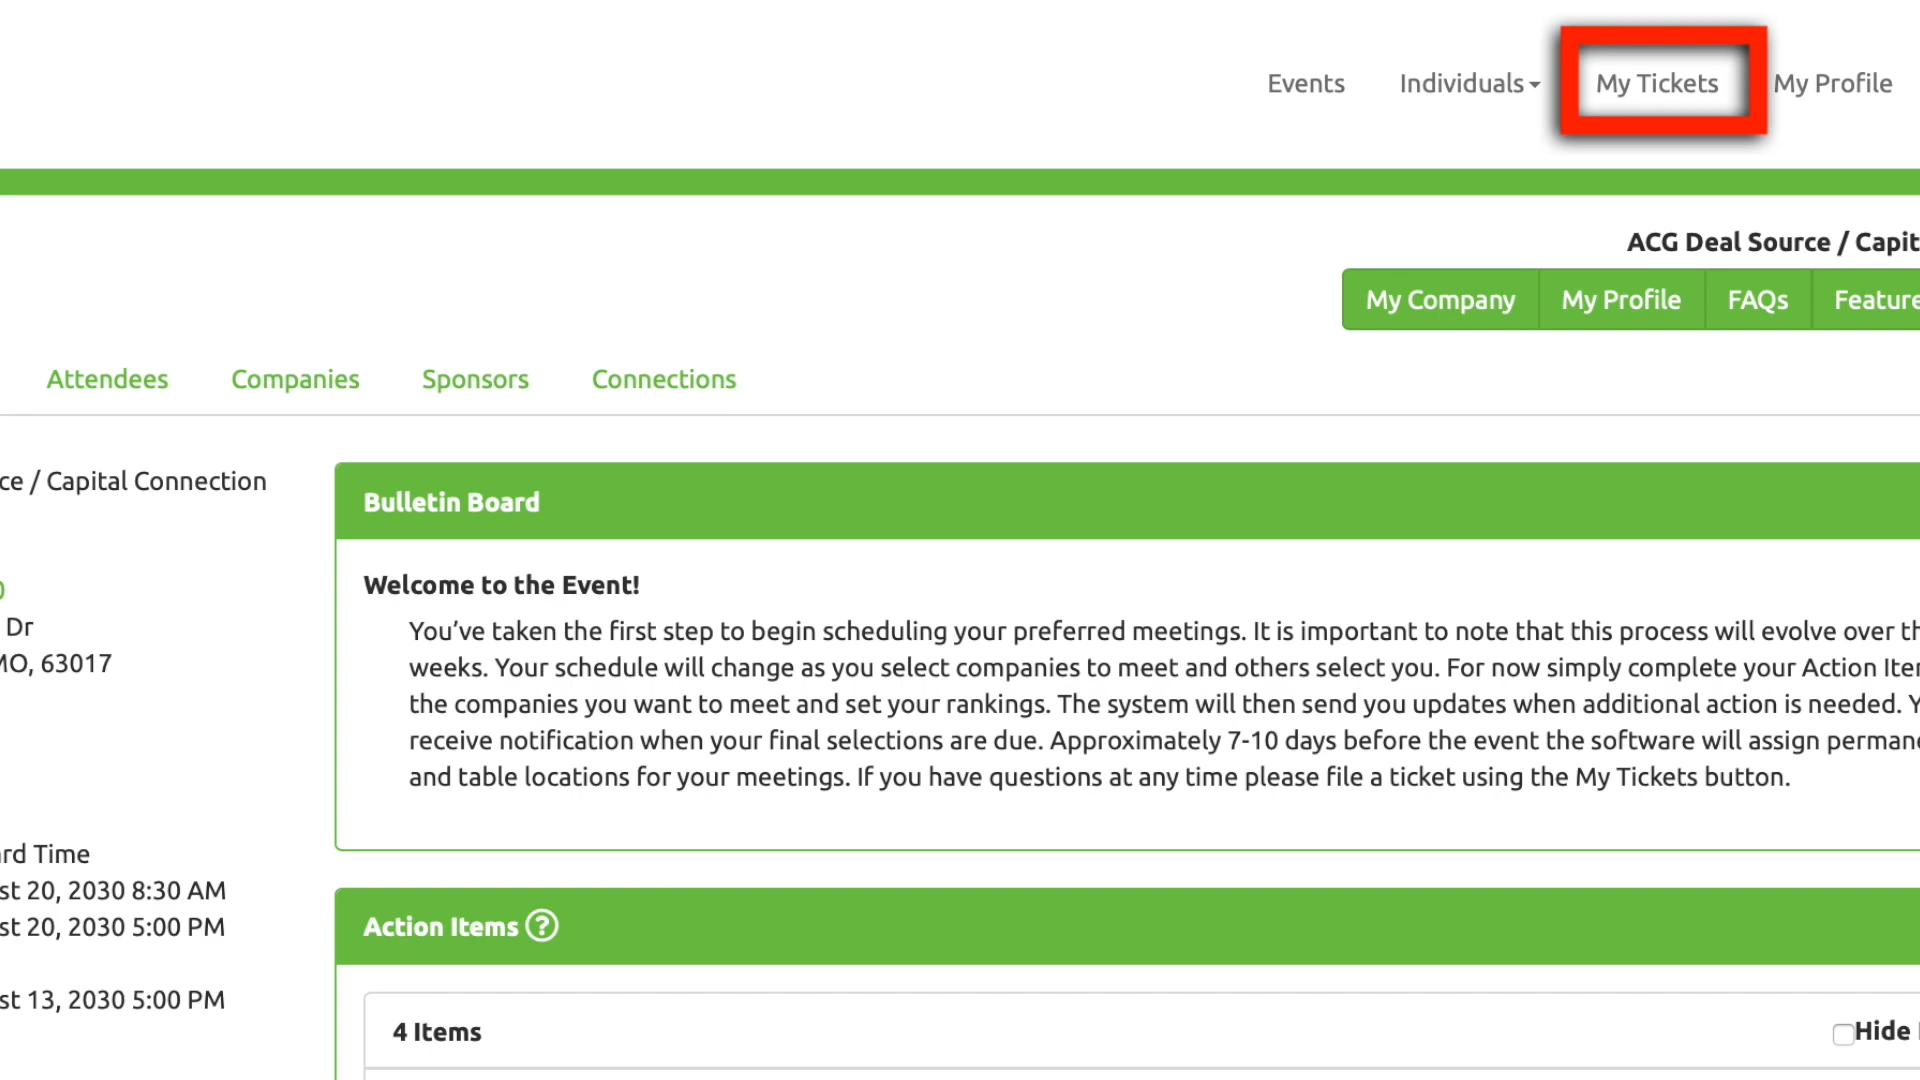 Events Individuals My Tickets My Profile
ACG Deal Source / Capit
My Company My Profile FAQs Feature
Attendees Companies Sponsors Connections
ce / Capital Connection
Dr
MO, 63017
rd Time
st 20, 2030 8:30 AM
st 20, 2030 5:00 PM
st 13, 2030 5:00 PM
Bulletin Board
Welcome to the Event!
You’ve taken the first step to begin scheduling your preferred meetings. It is important to note that this process will evolve over th
weeks. Your schedule will change as you select companies to meet and others select you. For now simply complete your Action Iter
the companies you want to meet and set your rankings. The system will then send you updates when additional action is needed. Y
receive notification when your final selections are due. Approximately 7-10 days before the event the software will assign permane
and table locations for your meetings. If you have questions at any time please file a ticket using the My Tickets button.
Action Items ?
4 Items
Hide